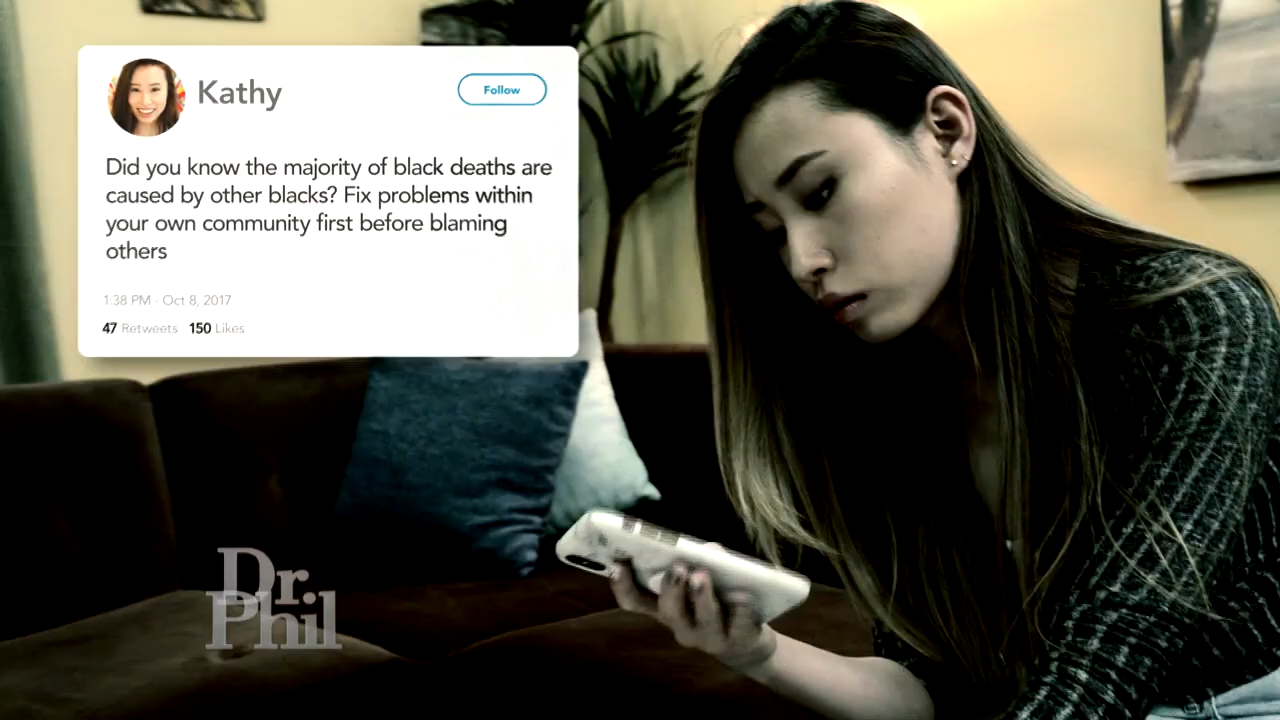 Kathy
Follow
Did you know the majority of black deaths are
caused by other blacks? Fix problems within
your own community first before blaming
others
1:38 PM · Oct 8, 2017
47 Retweets 150 Likes
Dr.
Phil